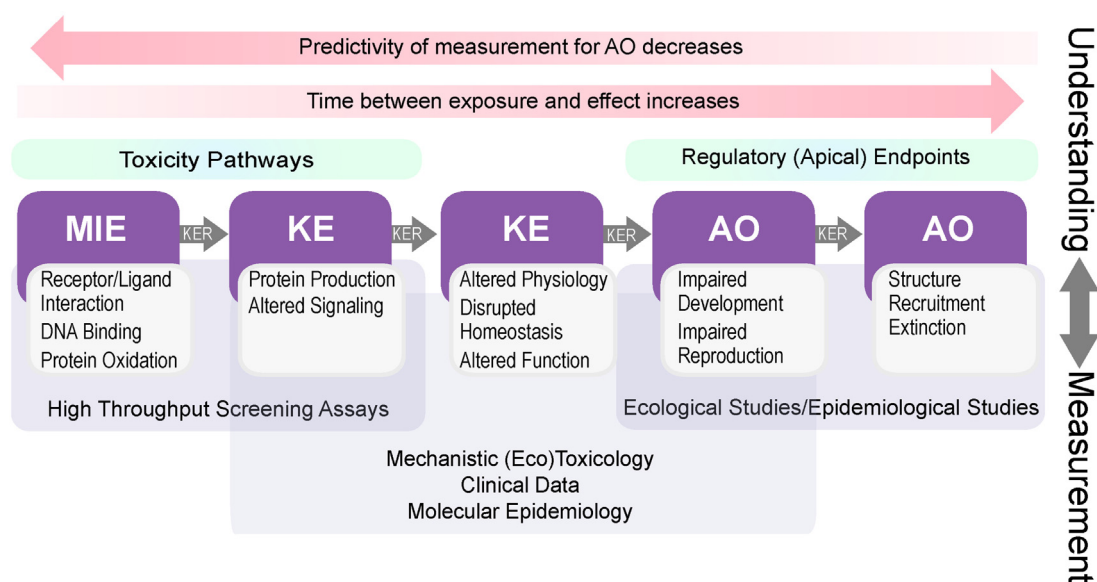 Predictivity of measurement for AO decreases
Time between exposure and effect increases
Toxicity Pathways
Regulatory (Apical) Endpoints
MIE
KER
KE
KER
KE
KER
AO
KER
AO
Receptor/Ligand
Interaction
DNA Binding
Protein Oxidation
Protein Production
Altered Signaling
Altered Physiology
Disrupted
Homeostasis
Altered Function
Impaired
Development
Impaired
Reproduction
Structure
Recruitment
Extinction
High Throughput Screening Assays
Ecological Studies/Epidemiological Studies
Mechanistic (Eco)Toxicology
Clinical Data
Molecular Epidemiology
Understanding
Measurement